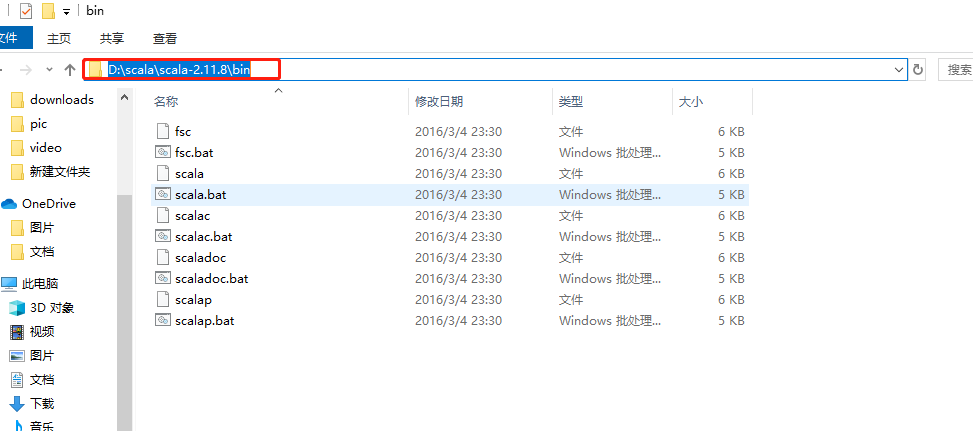 bin
文件 主页 共享 查看
D:\scala\scala-2.11.8\bin 搜索
downloads
pic
video
新建文件夹
OneDrive
图片
文档
此电脑
3D 对象
视频
图片
文档
下载
音乐
名称 修改日期 类型 大小
fsc 2016/3/4 23:30 文件 6 KB
fsc.bat 2016/3/4 23:30 Windows 批处理... 5 KB
scala 2016/3/4 23:30 文件 6 KB
scala.bat 2016/3/4 23:30 Windows 批处理... 5 KB
scalac 2016/3/4 23:30 文件 6 KB
scalac.bat 2016/3/4 23:30 Windows 批处理... 5 KB
scaladoc 2016/3/4 23:30 文件 6 KB
scaladoc.bat 2016/3/4 23:30 Windows 批处理... 5 KB
scalap 2016/3/4 23:30 文件 6 KB
scalap.bat 2016/3/4 23:30 Windows 批处理... 5 KB